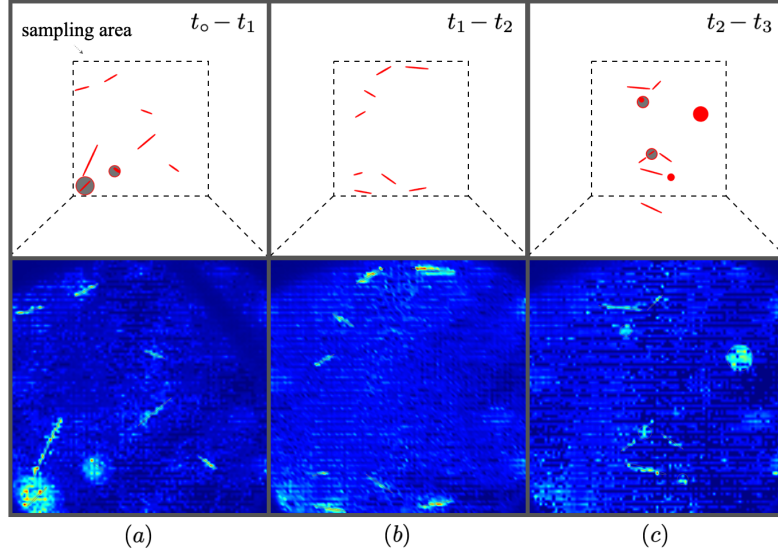 sampling area
t∘ − t₁
t₁ − t₂
t₂ − t₃
(a)
(b)
(c)